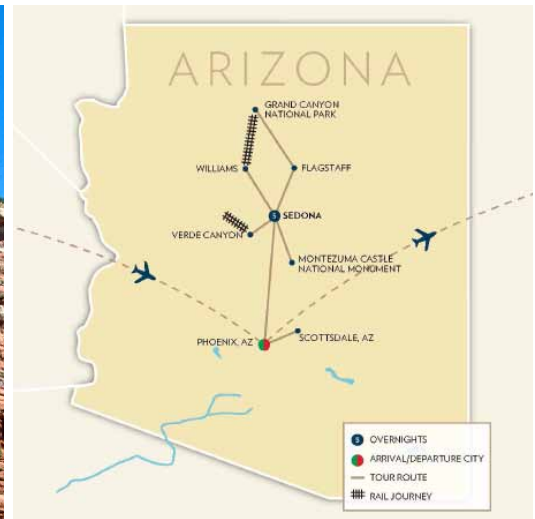 ARIZONA
GRAND CANYON
NATIONAL PARK
WILLIAMS
FLAGSTAFF
5 SEDONA
VERDE CANYON
MONTEZUMA CASTLE
NATIONAL MONUMENT
PHOENIX, AZ
SCOTTSDALE, AZ
5 OVERNIGHTS
ARRIVAL/DEPARTURE CITY
TOUR ROUTE
RAIL JOURNEY